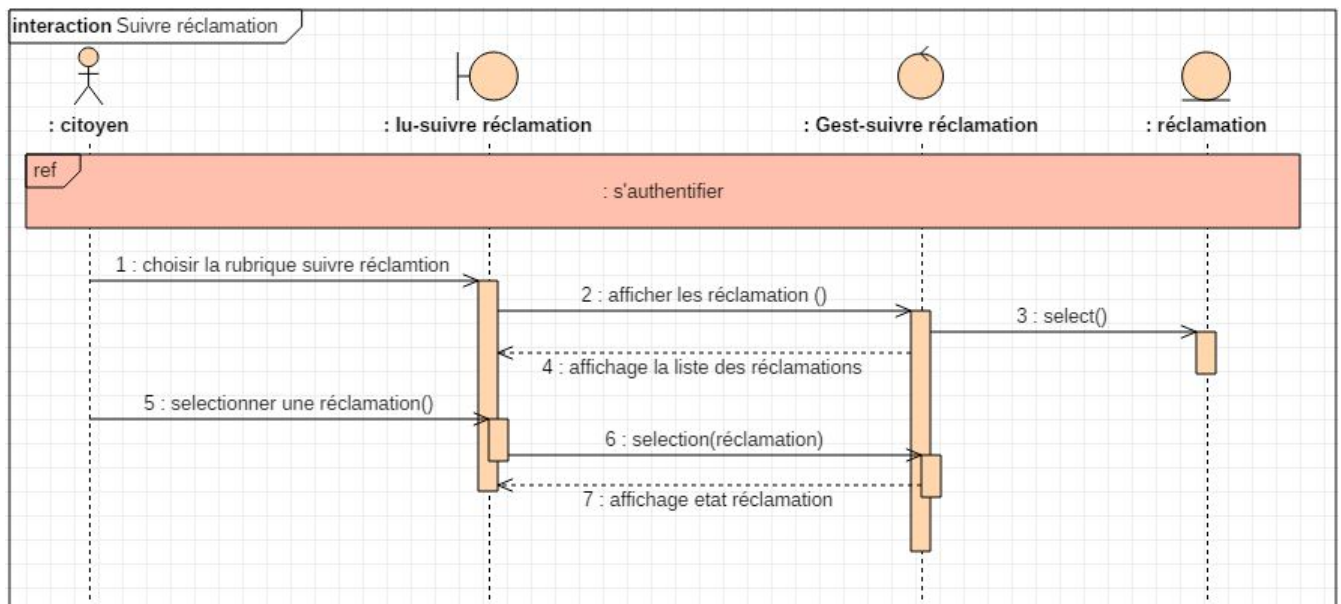 interaction Suivre réclamation
: citoyen
: Iu-suivre réclamation
: Gest-suivre réclamation
: réclamation
ref
: s'authentifier
1 : choisir la rubrique suivre réclamtion
2 : afficher les réclamation ()
3 : select()
4 : affichage la liste des réclamations
5 : selectionner une réclamation()
6 : selection(réclamation)
7 : affichage etat réclamation